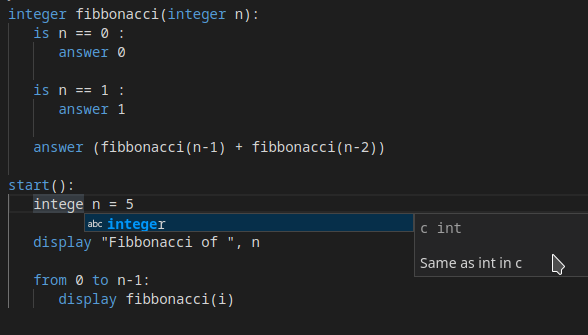 integer fibbonacci(integer n):
is n == 0 :
answer 0
is n == 1 :
answer 1
answer (fibbonacci(n-1) + fibbonacci(n-2))
start():
intege n = 5
abc integer
c int
display "Fibbonacci of ", n
Same as int in c
from 0 to n-1:
display fibbonacci(i)